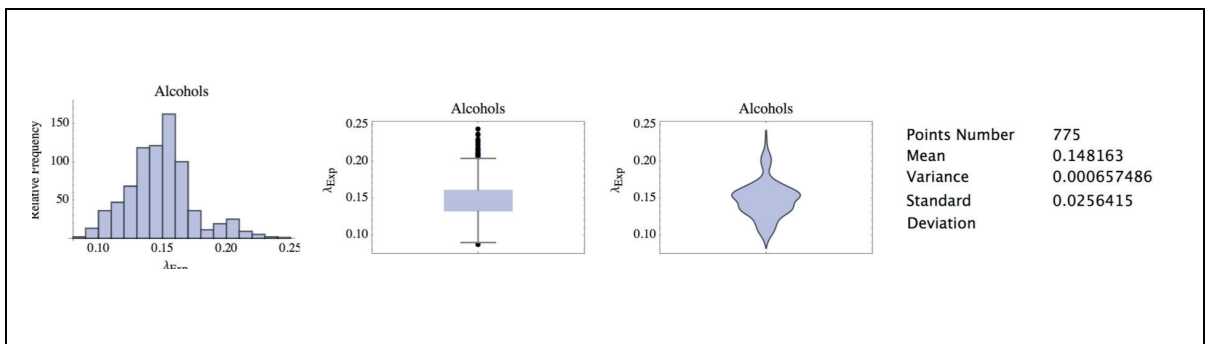 Alcohols
Relative Frequency
150
100
50
0.10 0.15 0.20 0.25
λExp
Alcohols
λExp
0.25
0.20
0.15
0.10
Alcohols
λExp
0.25
0.20
0.15
0.10
Points Number 775
Mean 0.148163
Variance 0.000657486
Standard 0.0256415
Deviation